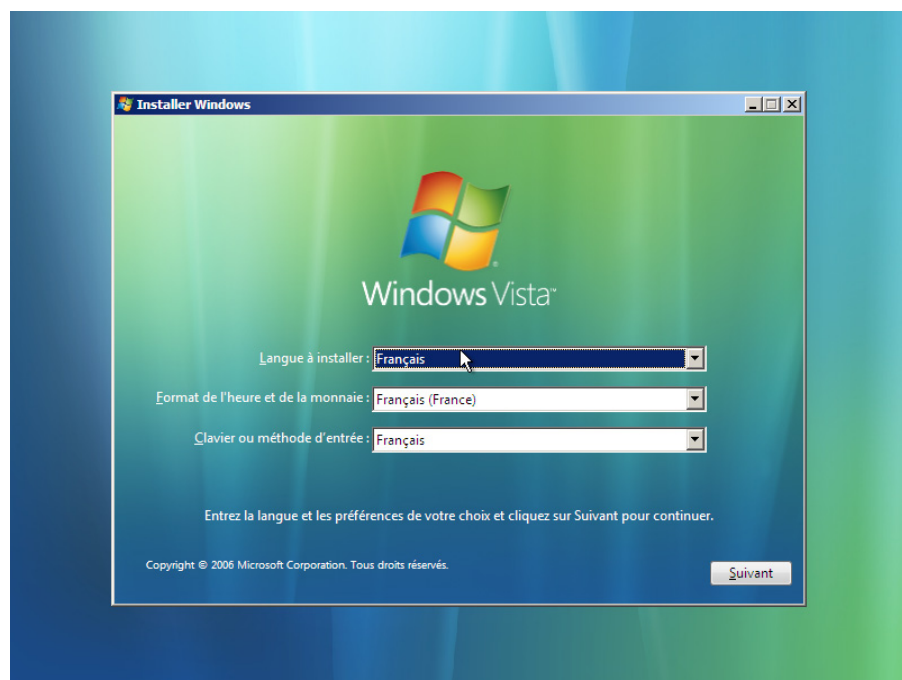 Installer Windows
Windows Vista™
Langue à installer : Français
Format de l'heure et de la monnaie : Français (France)
Clavier ou méthode d'entrée : Français
Entrez la langue et les préférences de votre choix et cliquez sur Suivant pour continuer.
Copyright © 2006 Microsoft Corporation. Tous droits réservés.
Suivant